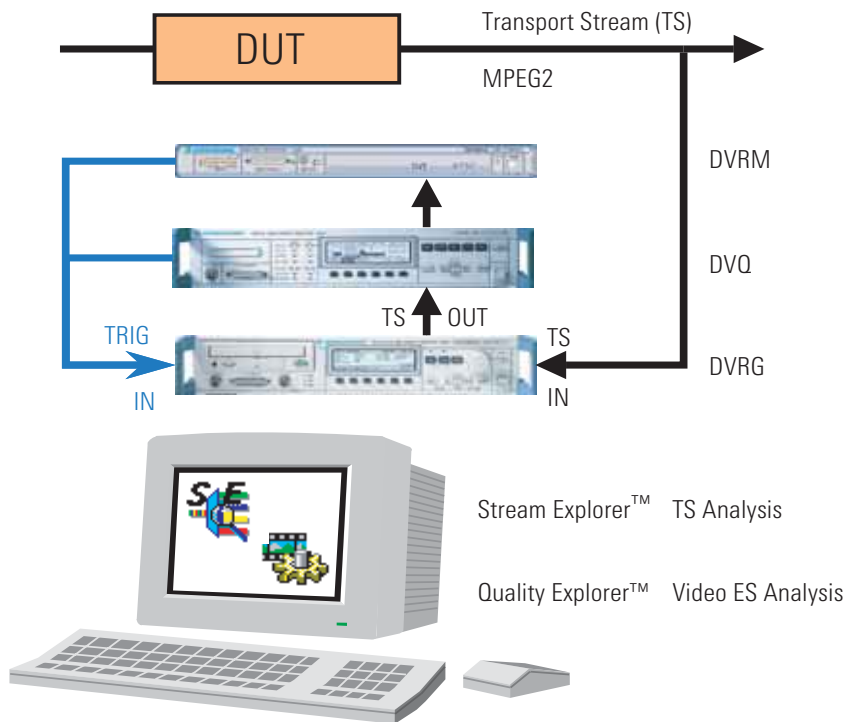 Transport Stream (TS)
DUT
MPEG2
DVRM
DVQ
TS OUT
TRIG
TS
DVRG
IN
IN
S E
Stream Explorer™ TS Analysis
Quality Explorer™ Video ES Analysis